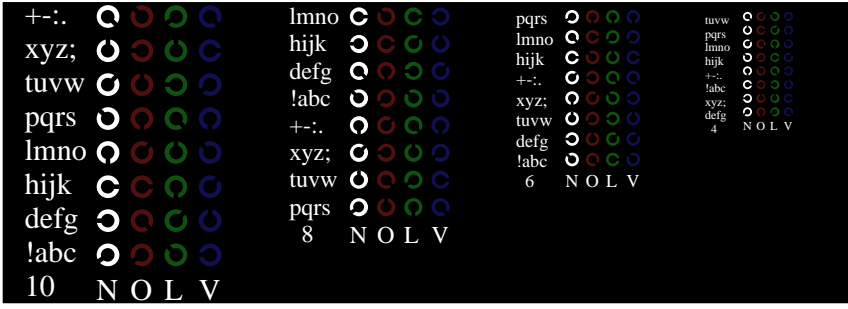 +-:.
xyz;
tuvw
pqrs
lmno
hijk
defg
!abc
10 N O L V
lmno
hijk
defg
!abc
+-:.
xyz;
tuvw
pqrs
8 N O L V
pqrs
lmno
hijk
+-:.
xyz;
tuvw
defg
!abc
6 N O L V
tuvw
pqrs
lmno
hijk
+-:.
!abc
xyz;
defg
4 N O L V